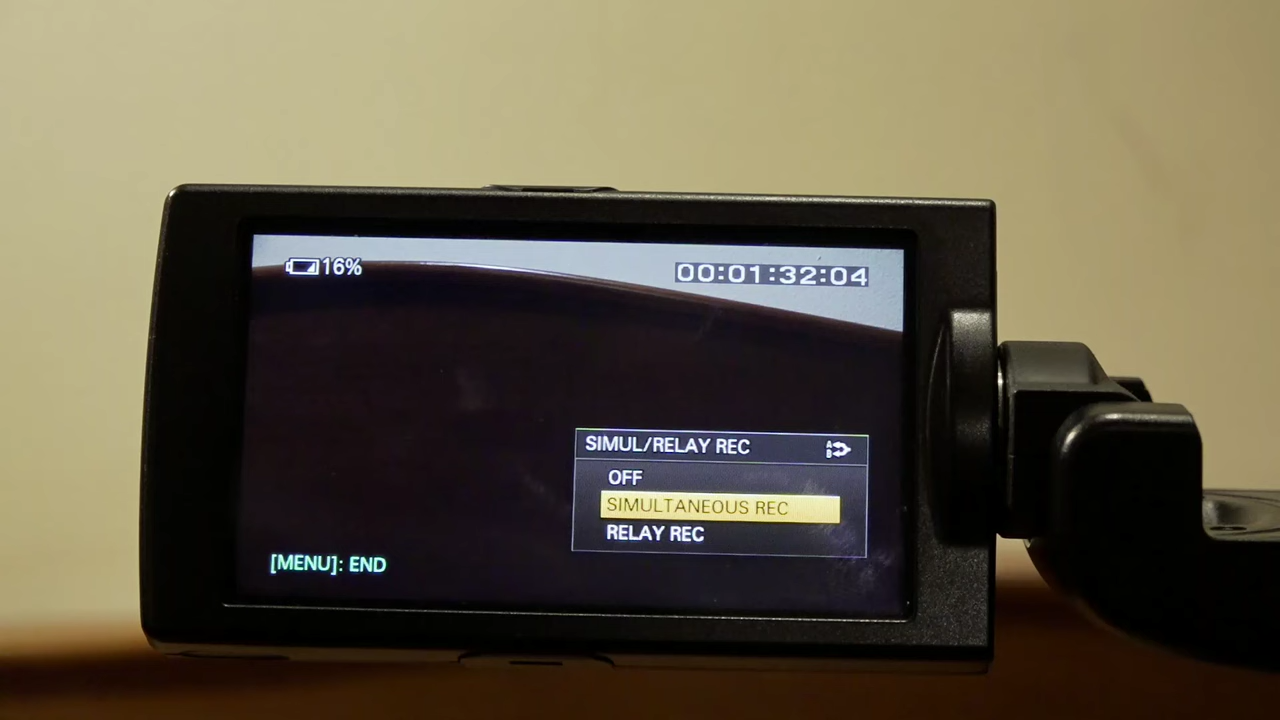 16%
00:01:32:04
SIMUL/RELAY REC
A
B
OFF
SIMULTANEOUS REC
RELAY REC
[MENU]: END